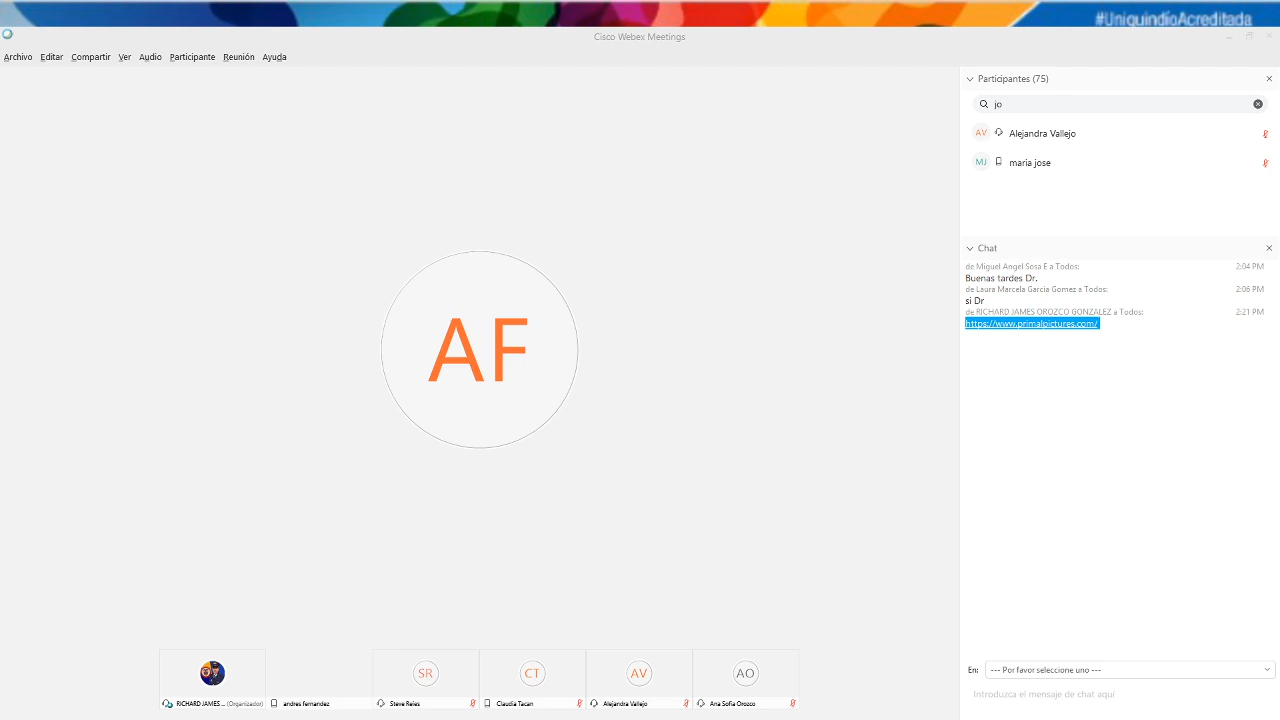 #UniquindíoAcreditada
Cisco Webex Meetings
Archivo Editar Compartir Ver Audio Participante Reunión Ayuda
Participantes (75)
jo
AV Alejandra Vallejo
MJ maria jose
Chat
de Miguel Angel Sosa E a Todos: 2:04 PM
Buenas tardes Dr.
de Laura Marcela Garcia Gomez a Todos: 2:06 PM
si Dr
de RICHARD JAMES OROZCO GONZALEZ a Todos: 2:21 PM
https://www.primalpictures.com/
AF
SR CT AV AO
RICHARD JAMES ... (Organizador) andres fernandez Steve Reies Claudia Tacan Alejandra Vallejo Ana Sofia Orozco
En: --- Por favor seleccione uno ---
Introduzca el mensaje de chat aquí